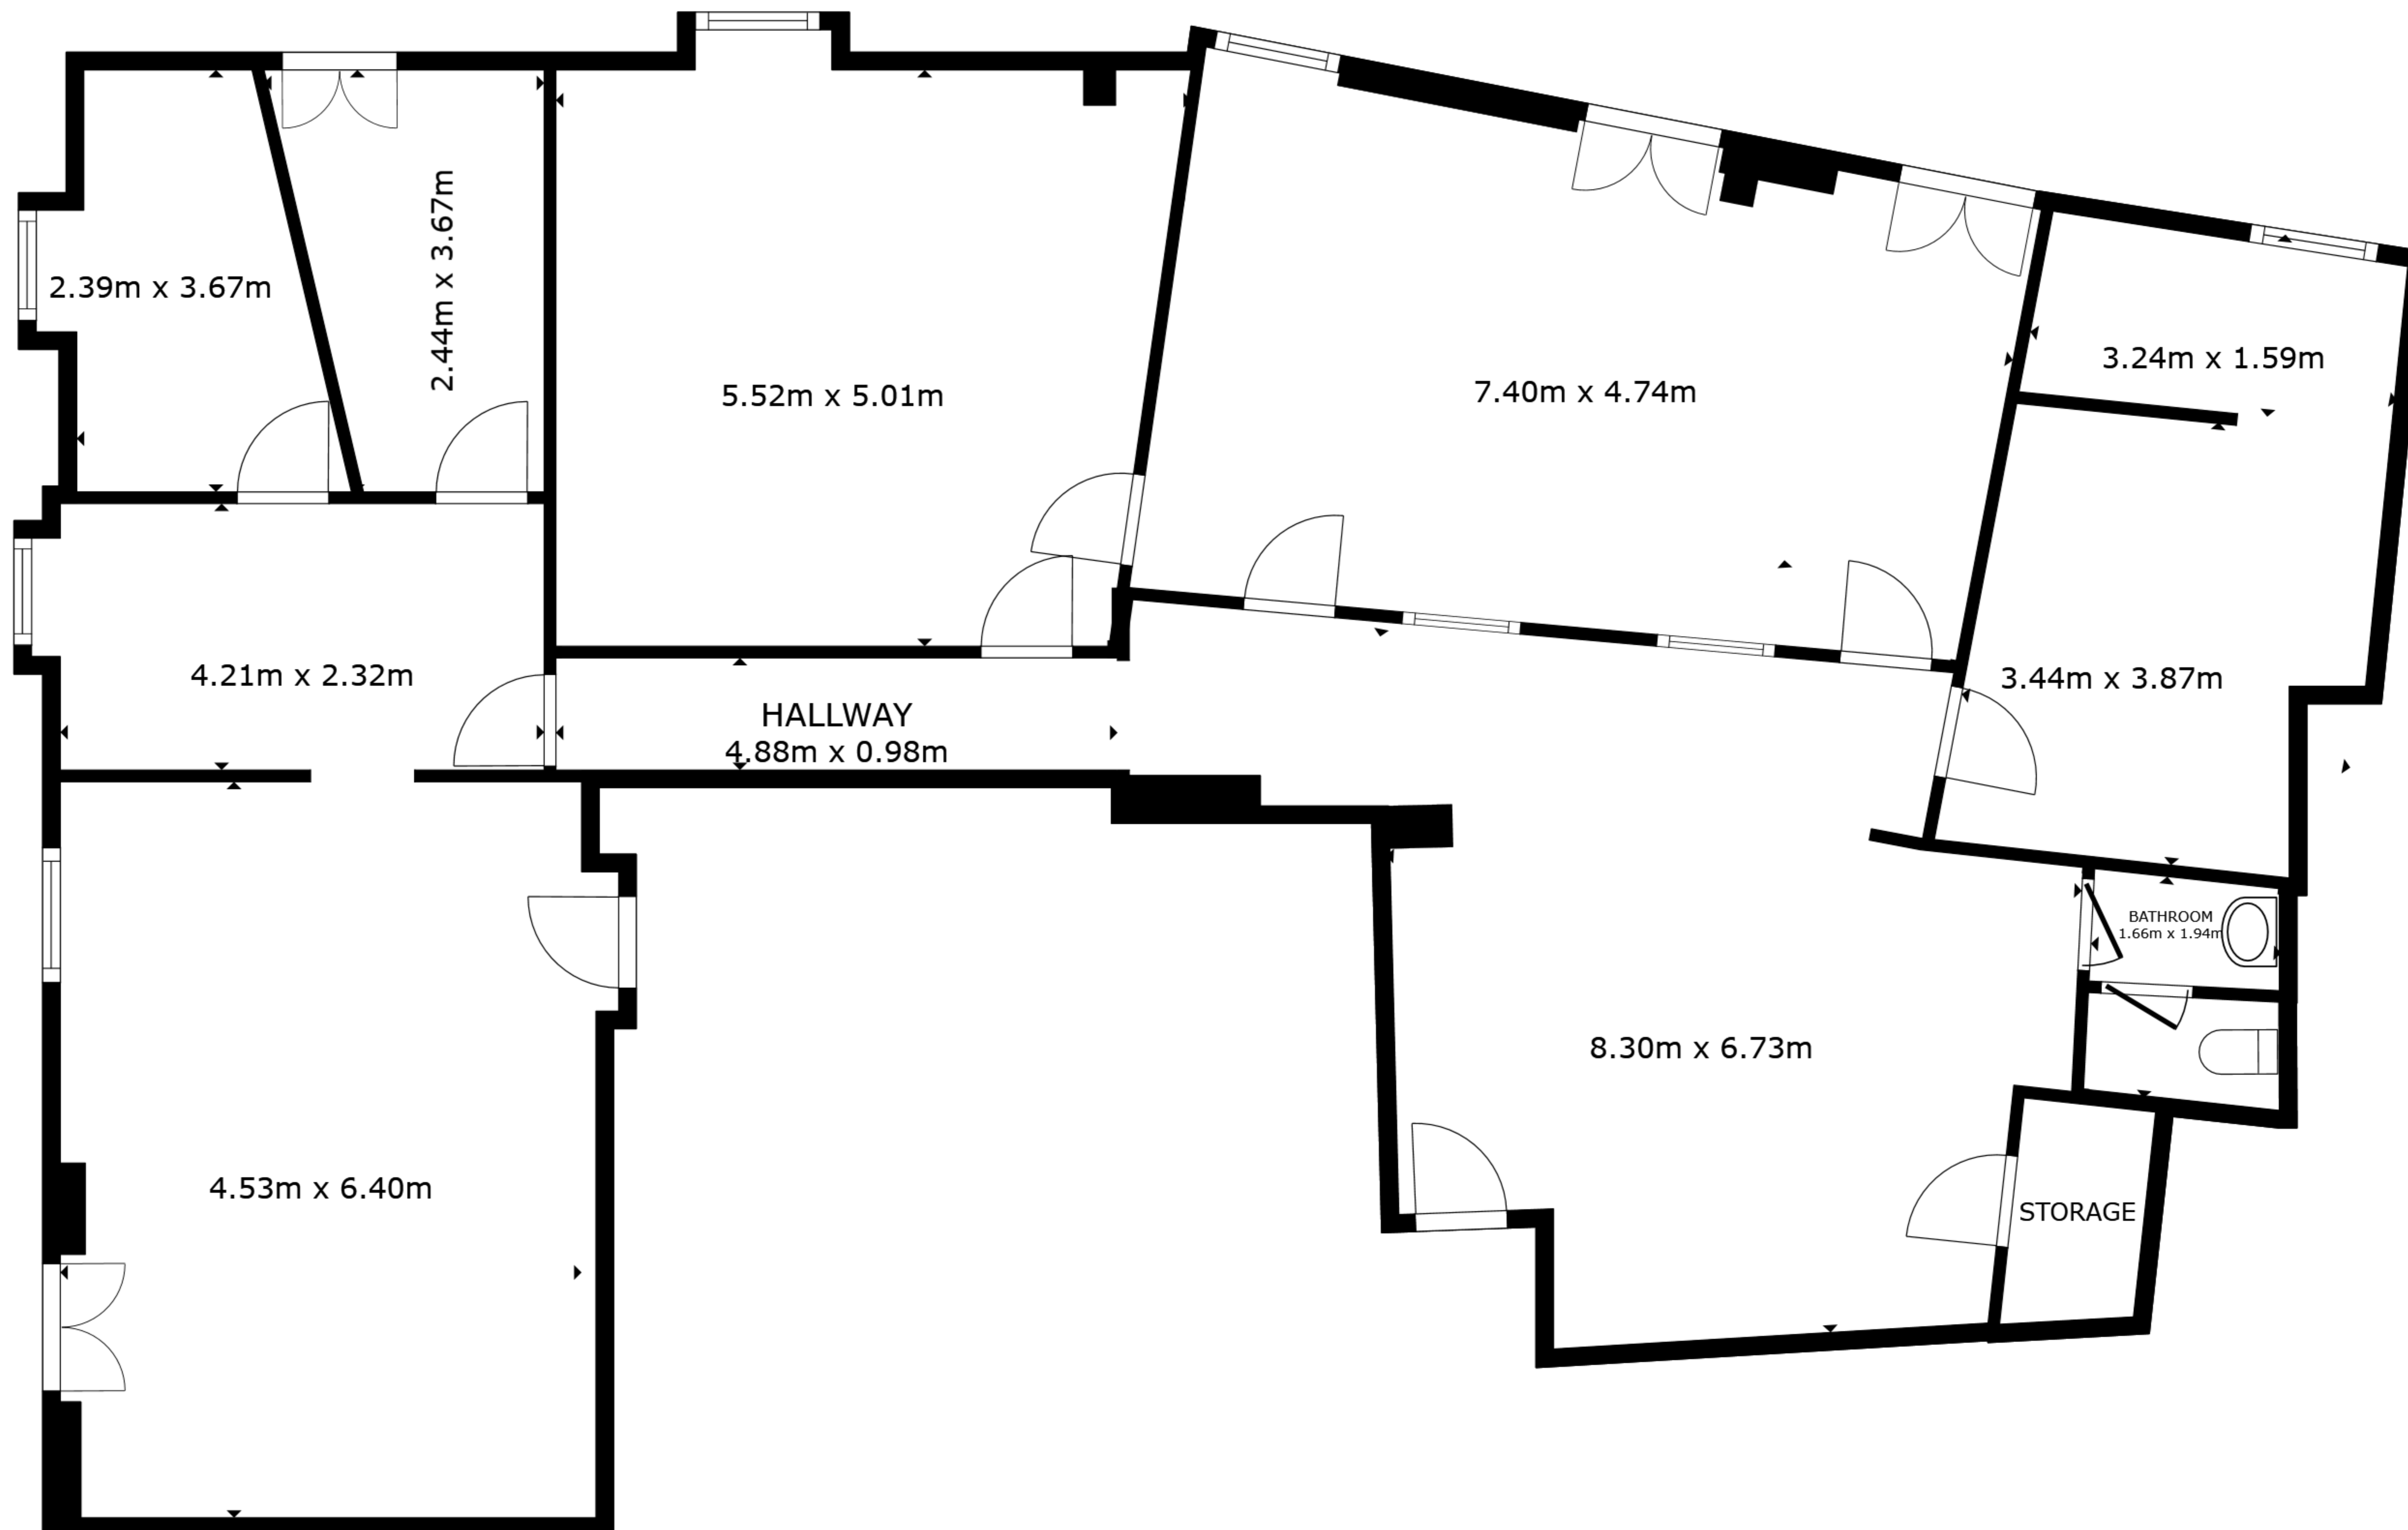 2.39m x 3.67m
2.44m x 3.67m
5.52m x 5.01m
7.40m x 4.74m
3.24m x 1.59m
4.21m x 2.32m
3.44m x 3.87m
HALLWAY
4.88m x 0.98m
BATHROOM
1.66m x 1.94m
8.30m x 6.73m
4.53m x 6.40m
STORAGE